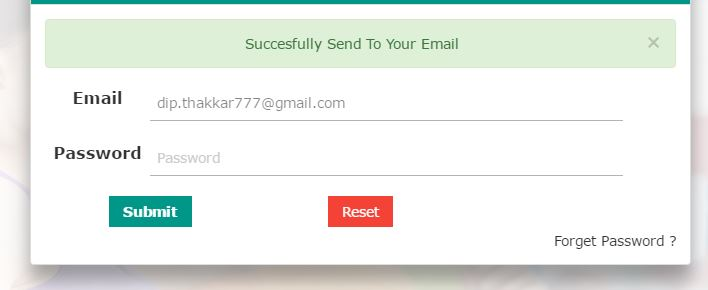 Succesfully Send To Your Email ×
Email dip.thakkar777@gmail.com
Password Password
Submit Reset
Forget Password ?